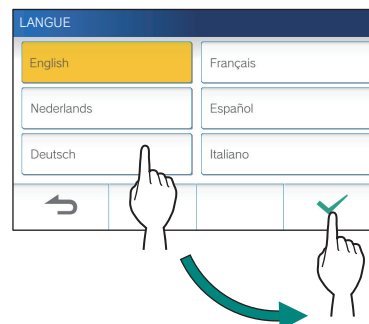 LANGUE
English
Français
Nederlands
Español
Deutsch
Italiano